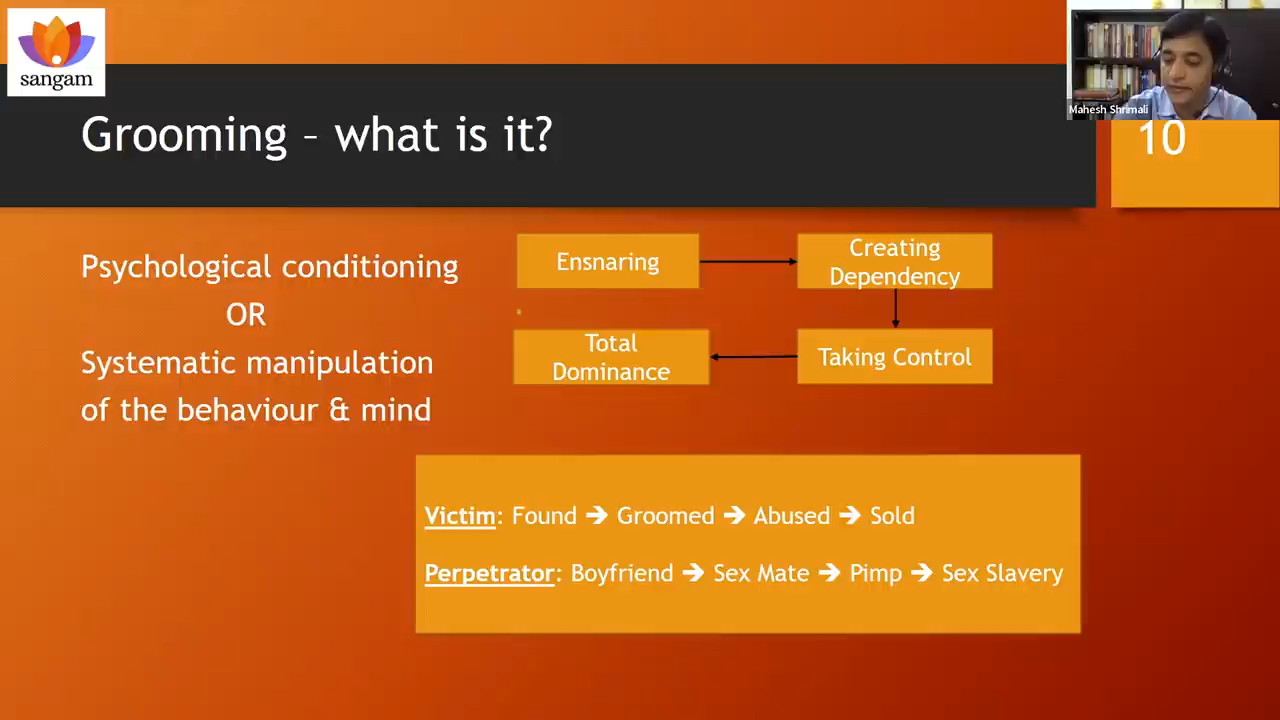 sangam
Mahesh Shrimali
Grooming – what is it?
10
Psychological conditioning
OR
Systematic manipulation
of the behaviour & mind
Ensnaring
Creating
Dependency
Total
Dominance
Taking Control
Victim: Found ➔ Groomed ➔ Abused ➔ Sold
Perpetrator: Boyfriend ➔ Sex Mate ➔ Pimp ➔ Sex Slavery